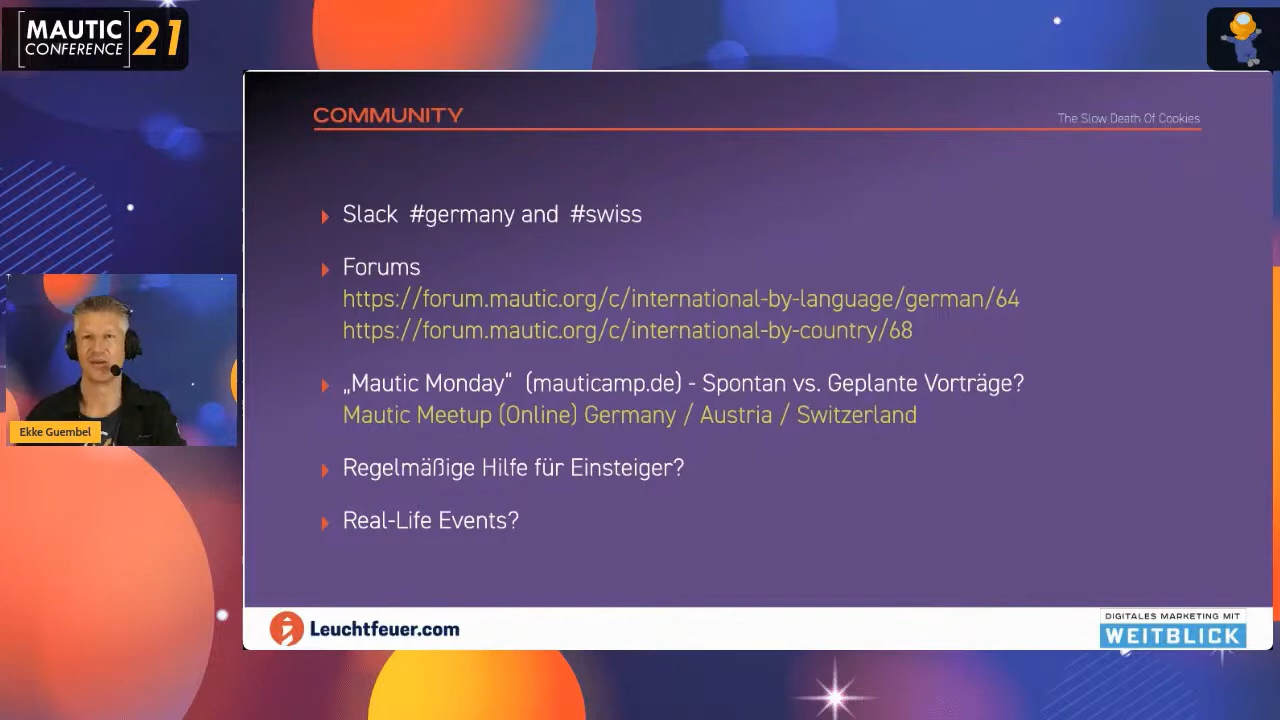 MAUTIC
CONFERENCE 21
COMMUNITY
The Slow Death Of Cookies
Slack #germany and #swiss
Forums
https://forum.mautic.org/c/international-by-language/german/64
https://forum.mautic.org/c/international-by-country/68
„Mautic Monday“ (mauticamp.de) - Spontan vs. Geplante Vorträge?
Mautic Meetup (Online) Germany / Austria / Switzerland
Regelmäßige Hilfe für Einsteiger?
Real-Life Events?
Ekke Guembel
Leuchtfeuer.com
DIGITALES MARKETING MIT
WEITBLICK